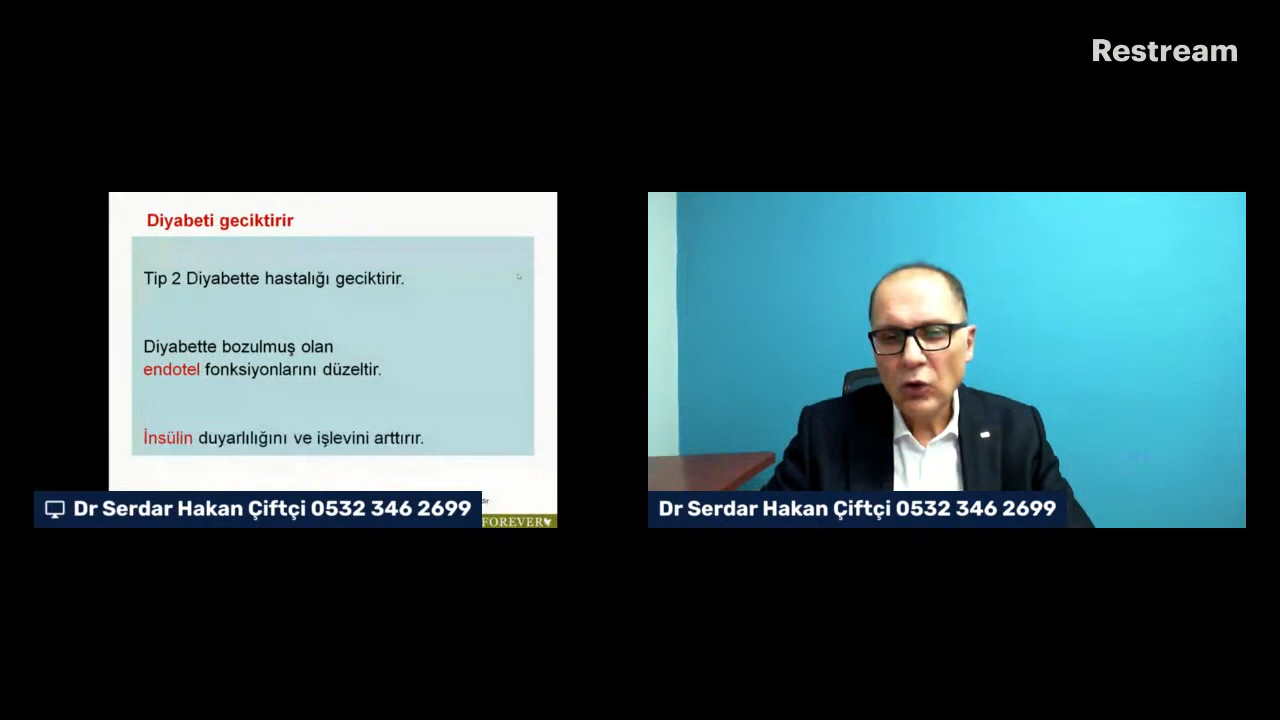 Restream
Diyabeti geciktirir
Tip 2 Diyabette hastalığı geciktirir.
Diyabette bozulmuş olan
endotel fonksiyonlarını düzeltir.
İnsülin duyarlılığını ve işlevini arttırır.
Dr Serdar Hakan Çiftçi 0532 346 2699
FOREVER
Dr Serdar Hakan Çiftçi 0532 346 2699